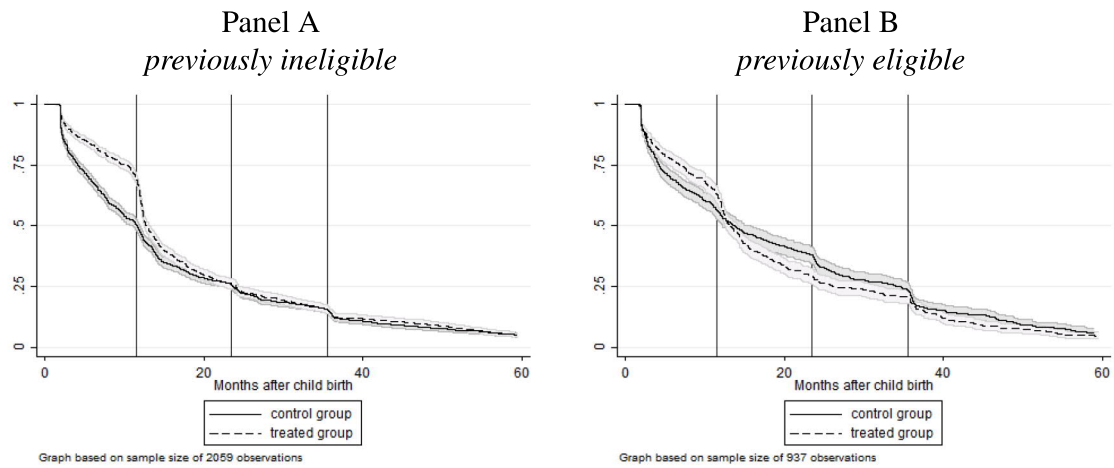 Panel A
previously ineligible
1
.75
.5
.25
0
0 20 40 60
Months after child birth
control group
treated group
Graph based on sample size of 2059 observations
Panel B
previously eligible
1
.75
.5
.25
0
0 20 40 60
Months after child birth
control group
treated group
Graph based on sample size of 937 observations